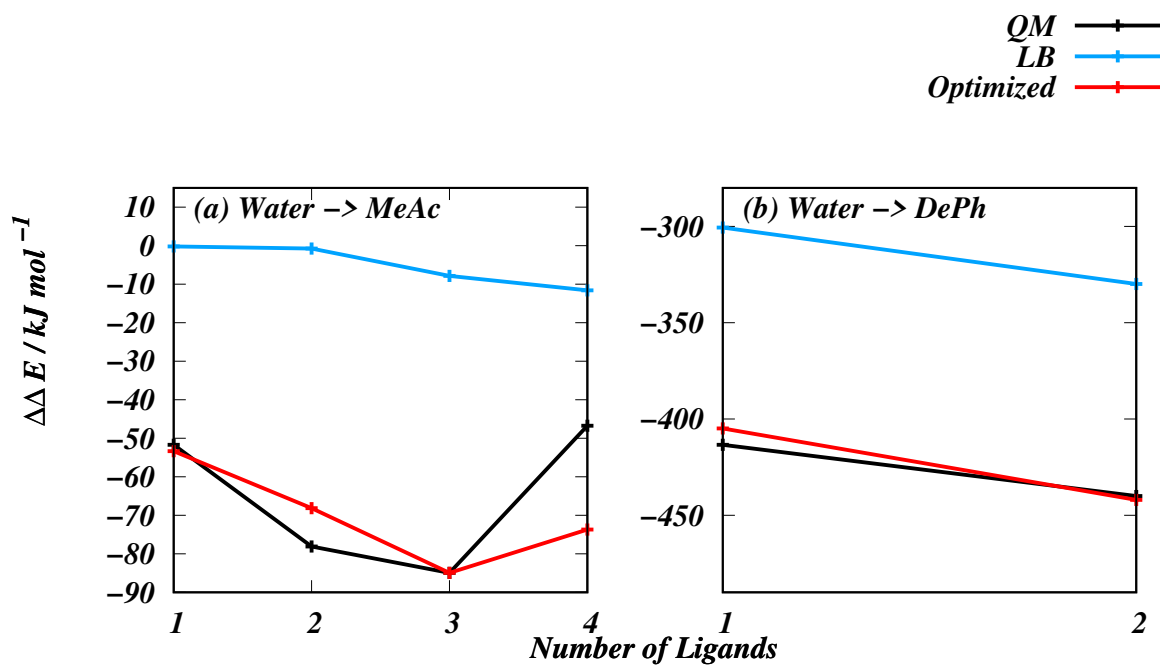 QM
LB
Optimized
(a) Water −> MeAc
(b) Water −> DePh
ΔΔ E / kJ mol⁻¹
10
0
−10
−20
−30
−40
−50
−60
−70
−80
−90
1 2 3 4
−300
−350
−400
−450
1 2
Number of Ligands